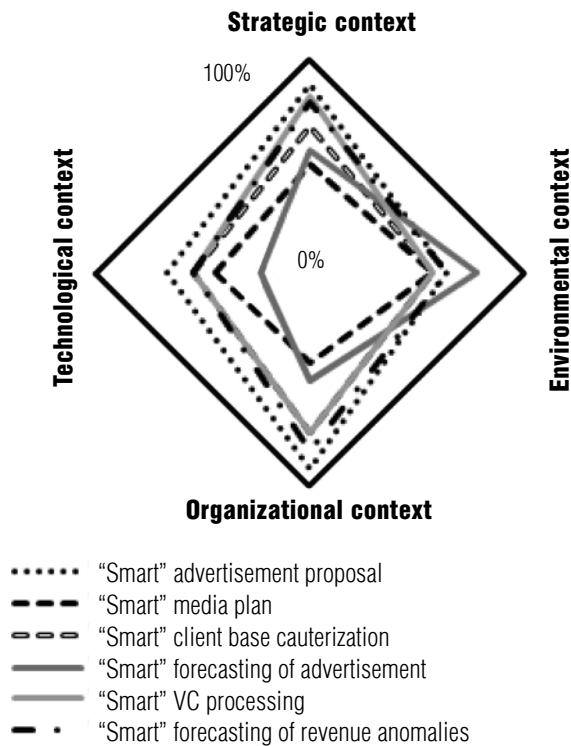 Strategic context
100%
Technological context
0%
Environmental context
Organizational context
“Smart” advertisement proposal
“Smart” media plan
“Smart” client base cauterization
“Smart” forecasting of advertisement
“Smart” VC processing
“Smart” forecasting of revenue anomalies